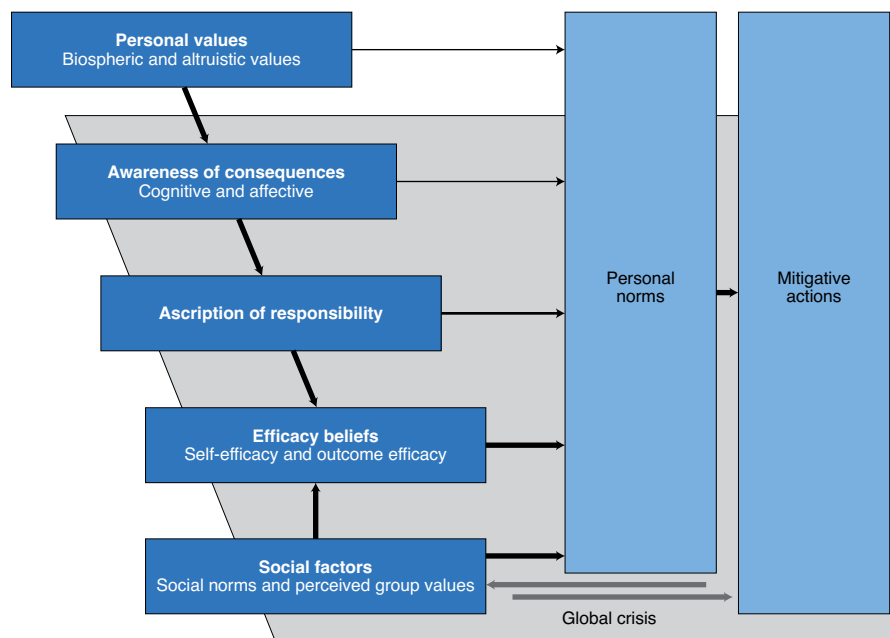 Personal values
Biospheric and altruistic values
Awareness of consequences
Cognitive and affective
Ascription of responsibility
Efficacy beliefs
Self-efficacy and outcome efficacy
Social factors
Social norms and perceived group values
Personal
norms
Mitigative
actions
Global crisis